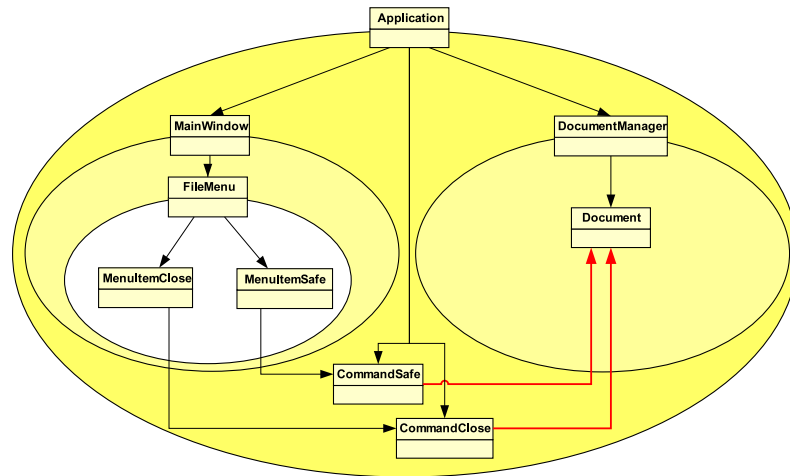 Application
MainWindow
DocumentManager
FileMenu
Document
MenuItemClose
MenuItemSafe
CommandSafe
CommandClose